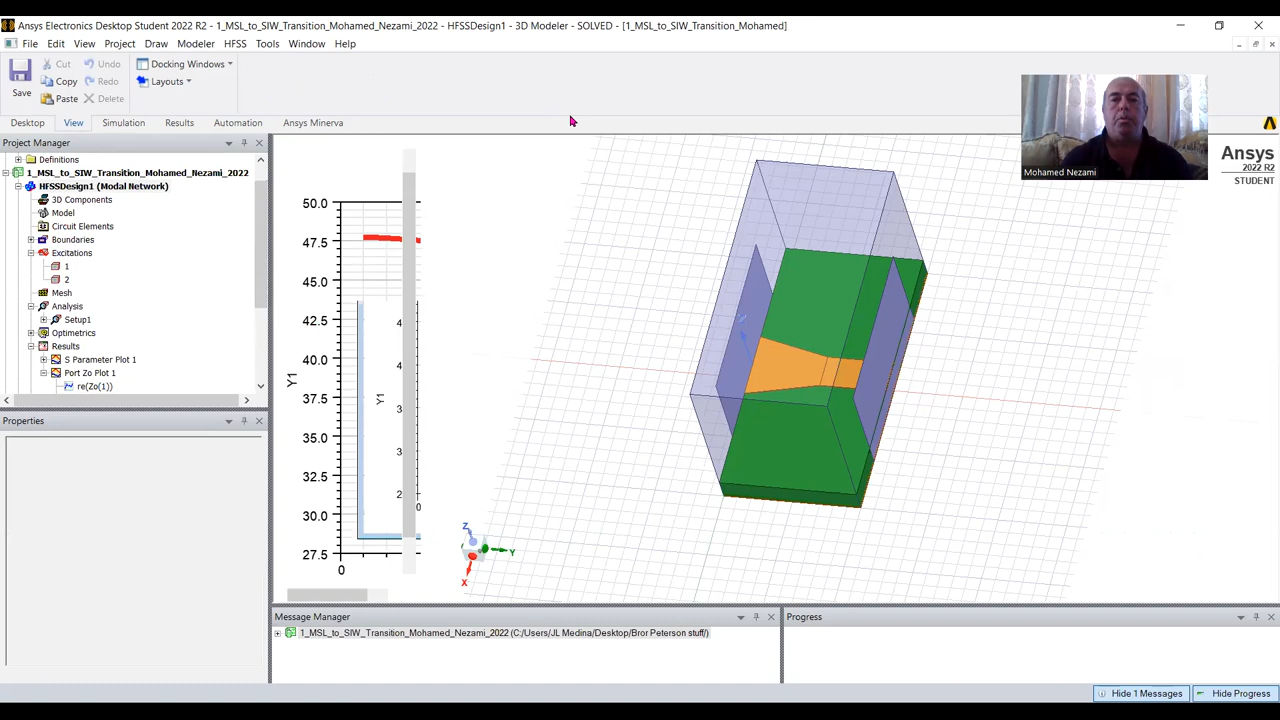 Ansys Electronics Desktop Student 2022 R2 - 1_MSL_to_SIW_Transition_Mohamed_Nezami_2022 - HFSSDesign1 - 3D Modeler - SOLVED - [1_MSL_to_SIW_Transition_Mohamed]
File Edit View Project Draw Modeler HFSS Tools Window Help
Save
Cut
Copy
Paste
Undo
Redo
Delete
Docking Windows
Layouts
Desktop View Simulation Results Automation Ansys Minerva
Mohamed Nezami
Ansys
2022 R2
STUDENT
Project Manager
Definitions
1_MSL_to_SIW_Transition_Mohamed_Nezami_2022
HFSSDesign1 (Modal Network)
3D Components
Model
Circuit Elements
Boundaries
Excitations
1
2
Mesh
Analysis
Setup1
Optimetrics
Results
S Parameter Plot 1
Port Zo Plot 1
re(Zo(1))
Properties
50.0
47.5
45.0
42.5
40.0
37.5
35.0
32.5
30.0
27.5
0
Y1
Y1
4
4
3
3
2
0
Z
Y
X
Message Manager
1_MSL_to_SIW_Transition_Mohamed_Nezami_2022 (C:/Users/JL Medina/Desktop/Bror Peterson stuff/)
Progress
Hide 1 Messages
Hide Progress